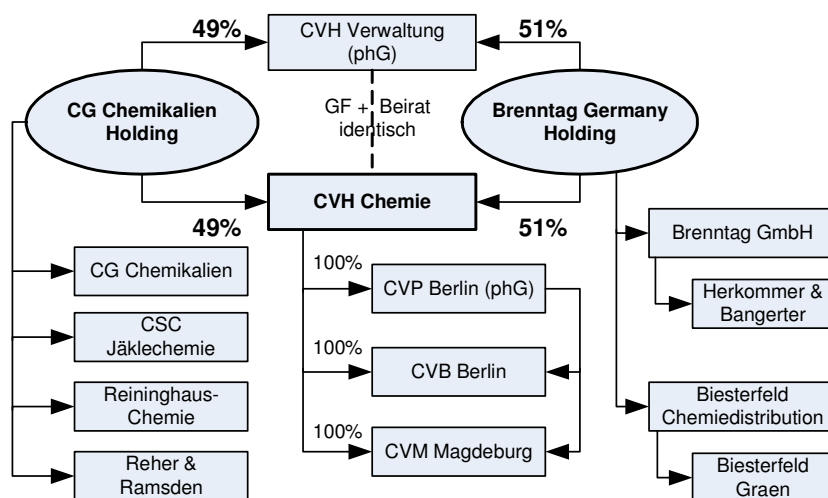 49%
CVH Verwaltung
(phG)
51%
CG Chemikalien
Holding
GF + Beirat
identisch
Brenntag Germany
Holding
CVH Chemie
49%
51%
CG Chemikalien
CSC
Jäklechemie
Reininghaus-
Chemie
Reher &
Ramsden
100%
CVP Berlin (phG)
100%
CVB Berlin
100%
CVM Magdeburg
Brenntag GmbH
Herkommer &
Bangerter
Biesterfeld
Chemiedistribution
Biesterfeld
Graen